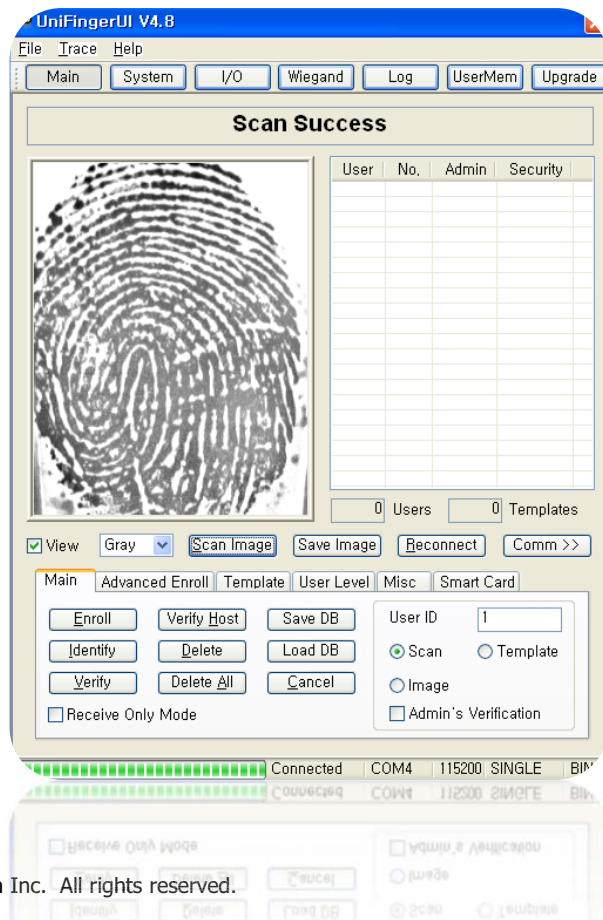 UniFingerUI V4.8
File Trace Help
Main System I/O Wiegand Log UserMem Upgrade
Scan Success
User No. Admin Security
0 Users 0 Templates
View Gray Scan Image Save Image Reconnect Comm >>
Main Advanced Enroll Template User Level Misc Smart Card
Enroll Verify Host Save DB User ID 1
Identify Delete Load DB Scan Template
Verify Delete All Cancel Image
Receive Only Mode Admin's Verification
Connected COM4 115200 SINGLE BIN
Inc. All rights reserved.